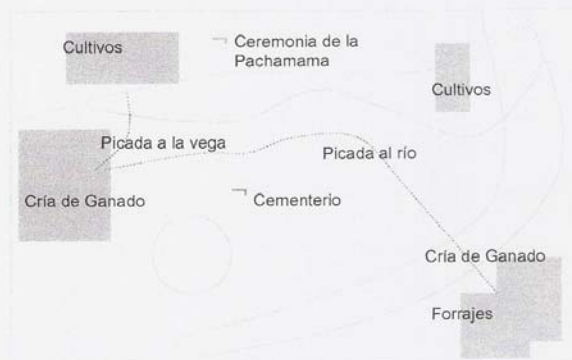 Cultivos
Ceremonia de la
Pachamama
Cultivos
Picada a la vega
Picada al río
Cría de Ganado
Cementerio
Cría de Ganado
Forrajes